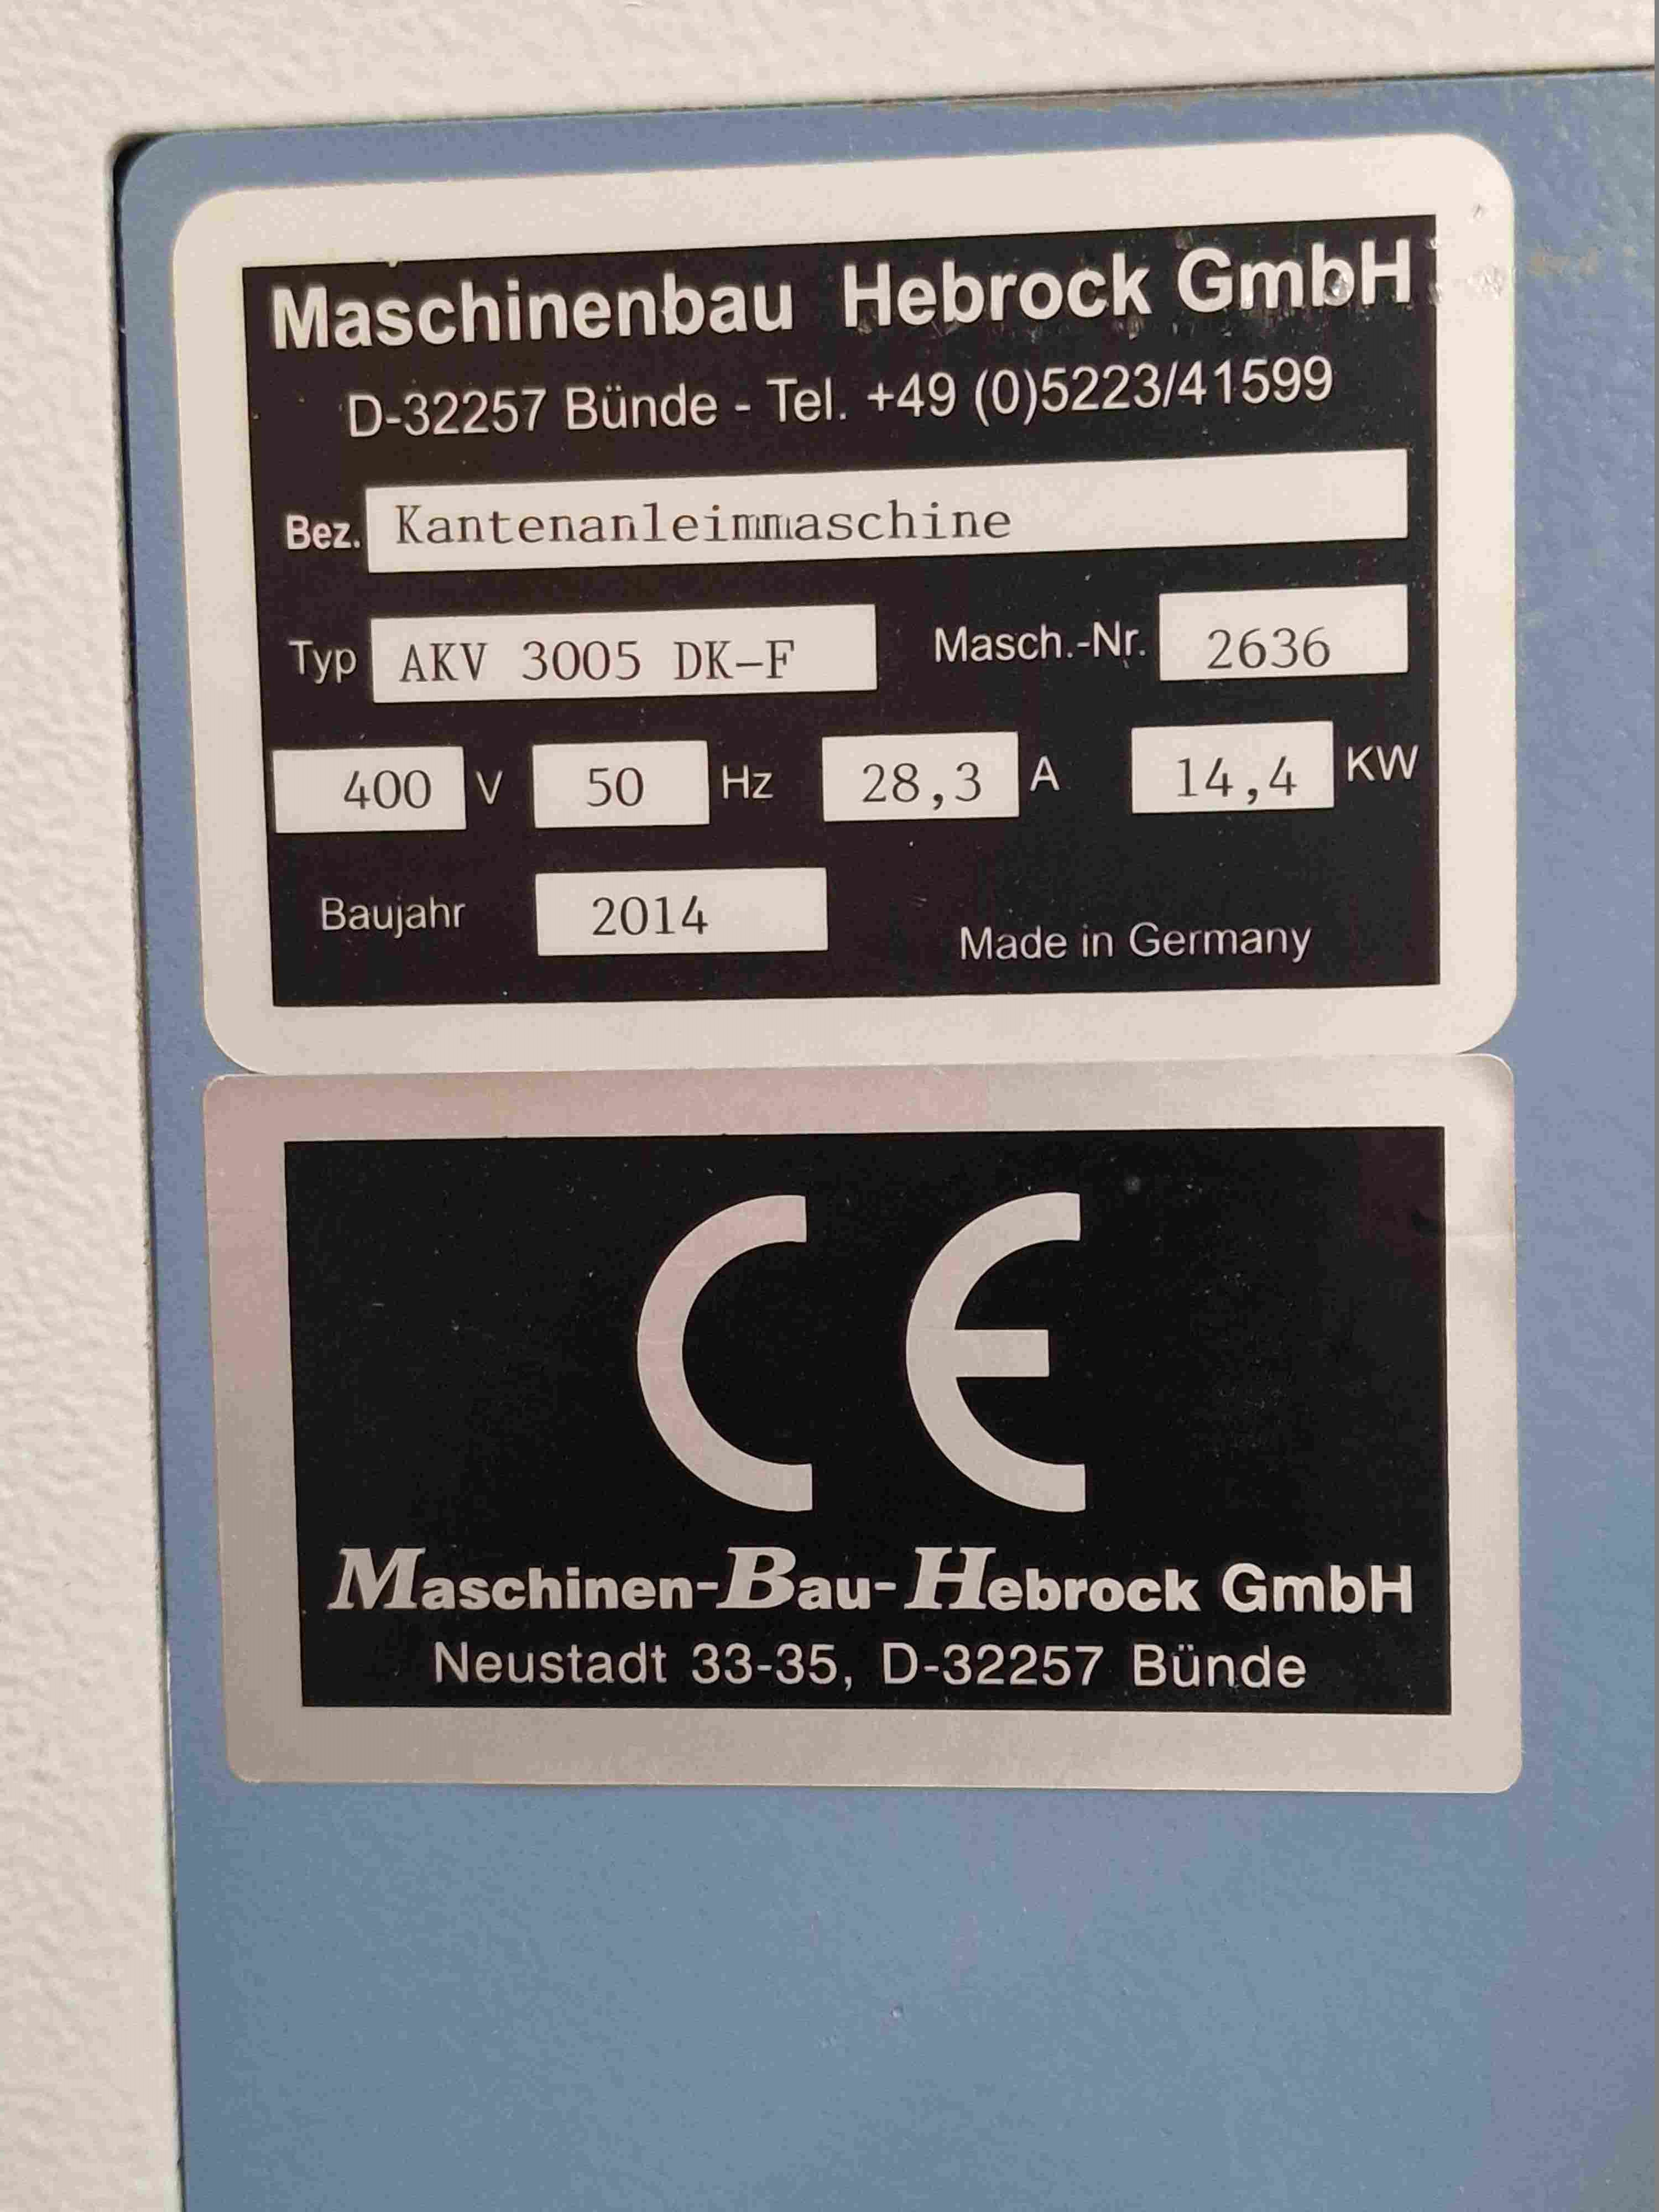 Maschinenbau Hebrock GmbH
D-32257 Bünde - Tel. +49 (0)5223/41599
Bez. Kantenanleimmaschine
Typ AKV 3005 DK-F Masch.-Nr. 2636
400 V 50 Hz 28,3 A 14,4 KW
Baujahr 2014 Made in Germany
CE
Maschinen-Bau-Hebrock GmbH
Neustadt 33-35, D-32257 Bünde